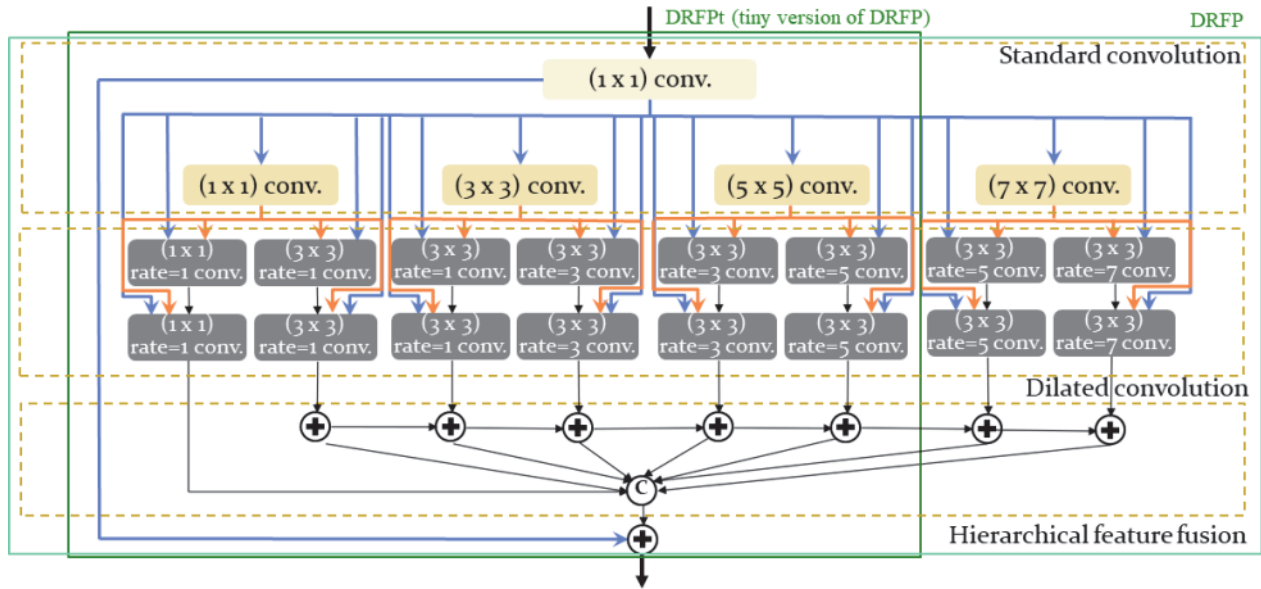 DRFPt (tiny version of DRFP)
DRFP
Standard convolution
(1 x 1) conv.
(1 x 1) conv.
(3 x 3) conv.
(5 x 5) conv.
(7 x 7) conv.
(1 x 1)
rate=1 conv.
(3 x 3)
rate=1 conv.
(3 x 3)
rate=1 conv.
(3 x 3)
rate=3 conv.
(3 x 3)
rate=3 conv.
(3 x 3)
rate=5 conv.
(3 x 3)
rate=5 conv.
(3 x 3)
rate=7 conv.
(1 x 1)
rate=1 conv.
(3 x 3)
rate=1 conv.
(3 x 3)
rate=1 conv.
(3 x 3)
rate=3 conv.
(3 x 3)
rate=3 conv.
(3 x 3)
rate=5 conv.
(3 x 3)
rate=5 conv.
(3 x 3)
rate=7 conv.
Dilated convolution
C
Hierarchical feature fusion